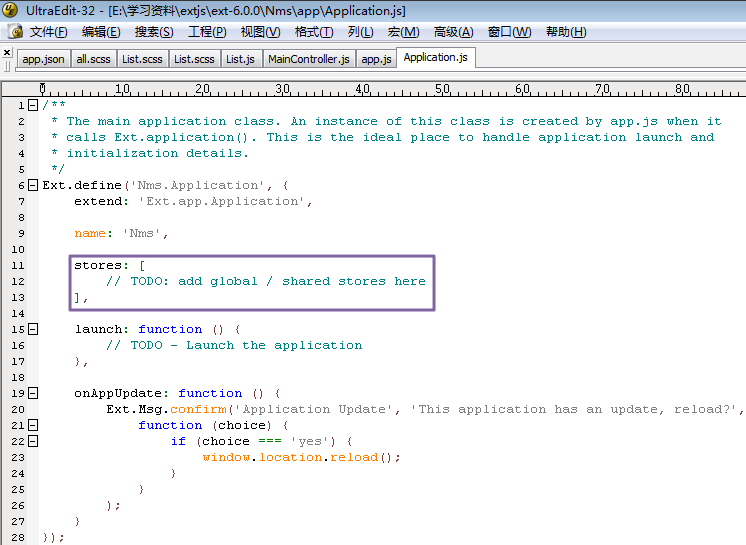 UltraEdit-32 - [E:\学习资料\extjs\ext-6.0.0\Nms\app\Application.js]
文件(F) 编辑(E) 搜索(S) 工程(P) 视图(V) 格式(T) 列(L) 宏(M) 高级(A) 窗口(W) 帮助(H)
app.json all.scss List.scss List.scss List.js MainController.js app.js Application.js
0 10 20 30 40 50 60 70 80
1 /**
2  * The main application class. An instance of this class is created by app.js when it
3  * calls Ext.application(). This is the ideal place to handle application launch and
4  * initialization details.
5  */
6 Ext.define('Nms.Application', {
7     extend: 'Ext.app.Application',
8
9     name: 'Nms',
10
11     stores: [
12         // TODO: add global / shared stores here
13     ],
14
15     launch: function () {
16         // TODO - Launch the application
17     },
18
19     onAppUpdate: function () {
20         Ext.Msg.confirm('Application Update', 'This application has an update, reload?',
21             function (choice) {
22                 if (choice === 'yes') {
23                     window.location.reload();
24                 }
25             }
26         );
27     }
28 });